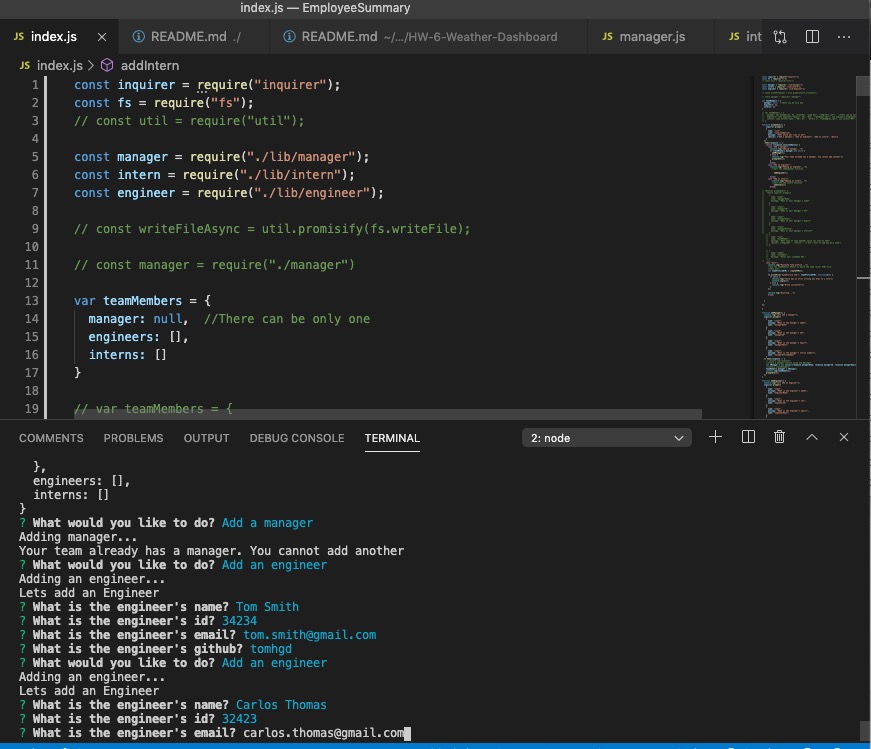 index.js — EmployeeSummary
JS index.js × README.md ./ README.md ~/.../HW-6-Weather-Dashboard JS manager.js JS int
JS index.js > addIntern
1 const inquirer = require("inquirer");
2 const fs = require("fs");
3 // const util = require("util");
4
5 const manager = require("./lib/manager");
6 const intern = require("./lib/intern");
7 const engineer = require("./lib/engineer");
8
9 // const writeFileAsync = util.promisify(fs.writeFile);
10
11 // const manager = require("./manager")
12
13 var teamMembers = {
14 manager: null, //There can be only one
15 engineers: [],
16 interns: []
17 }
18
19 // var teamMembers = {
COMMENTS PROBLEMS OUTPUT DEBUG CONSOLE TERMINAL 2: node
},
engineers: [],
interns: []
}
? What would you like to do? Add a manager
Adding manager...
Your team already has a manager. You cannot add another
? What would you like to do? Add an engineer
Adding an engineer...
Lets add an Engineer
? What is the engineer's name? Tom Smith
? What is the engineer's id? 34234
? What is the engineer's email? tom.smith@gmail.com
? What is the engineer's github? tomhgd
? What would you like to do? Add an engineer
Adding an engineer...
Lets add an Engineer
? What is the engineer's name? Carlos Thomas
? What is the engineer's id? 32423
? What is the engineer's email? carlos.thomas@gmail.com